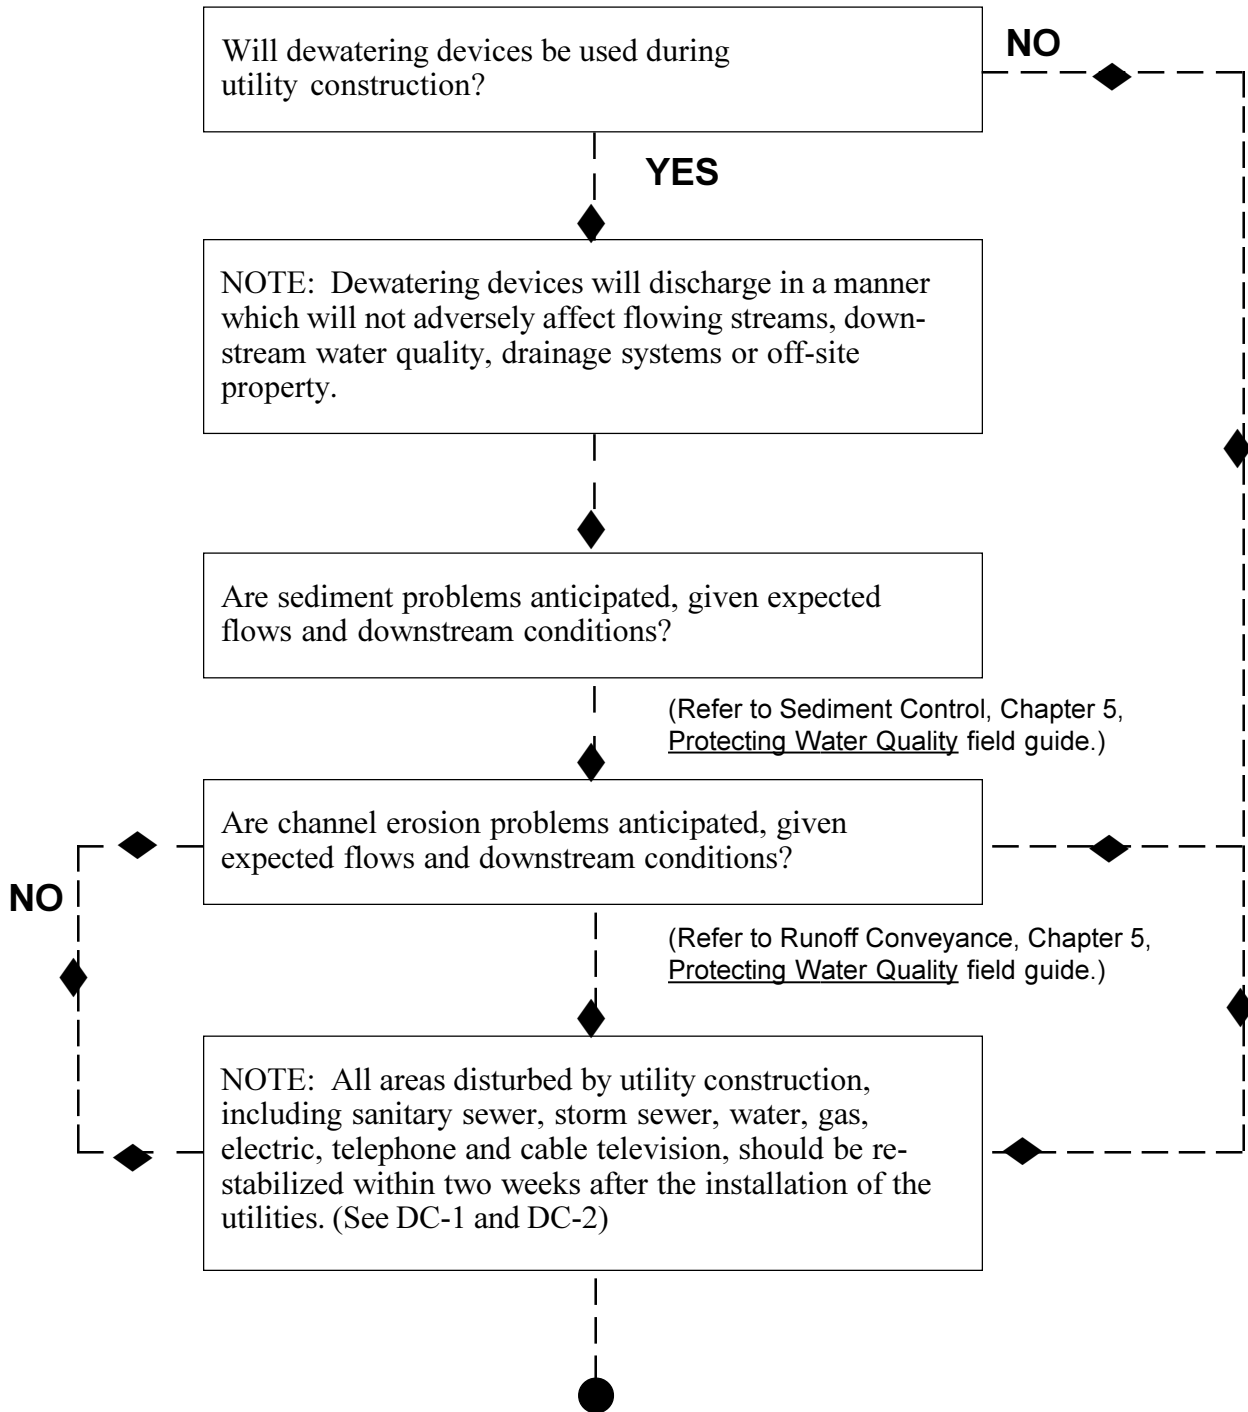 Will dewatering devices be used during
utility construction?
NO
YES
NOTE:  Dewatering devices will discharge in a manner
which will not adversely affect flowing streams, down-
stream water quality, drainage systems or off-site
property.
Are sediment problems anticipated, given expected
flows and downstream conditions?
(Refer to Sediment Control, Chapter 5,
Protecting Water Quality field guide.)
Are channel erosion problems anticipated, given
expected flows and downstream conditions?
NO
(Refer to Runoff Conveyance, Chapter 5,
Protecting Water Quality field guide.)
NOTE:  All areas disturbed by utility construction,
including sanitary sewer, storm sewer, water, gas,
electric, telephone and cable television, should be re-
stabilized within two weeks after the installation of the
utilities. (See DC-1 and DC-2)